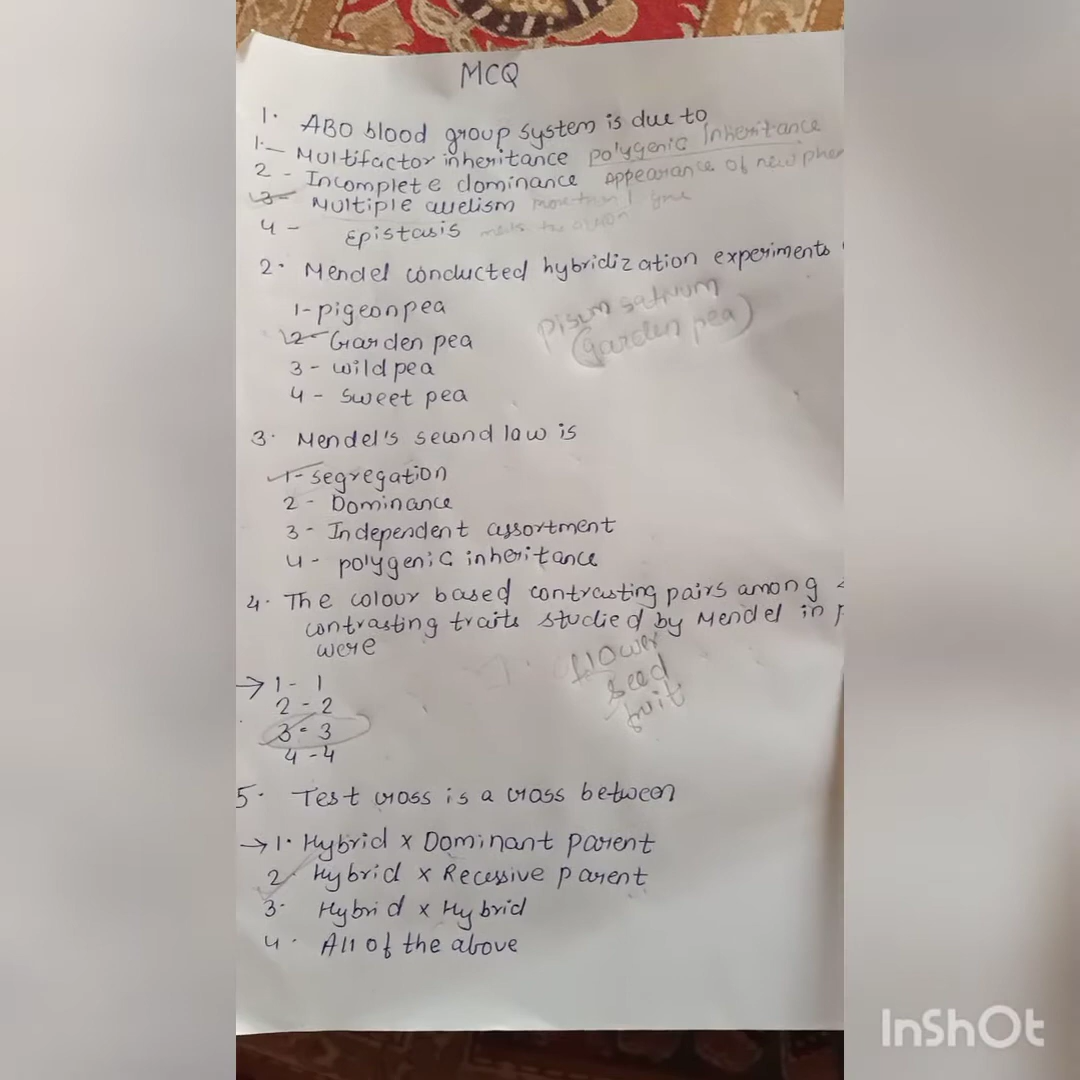 MCQ
1. ABO blood group system is due to
1.- Multifactor inheritance polygenic Inheritance
2 - Incomplete dominance Appearance of new phen
3- Multiple allelism more than 1 gene
4 - Epistasis
2. Mendel conducted hybridization experiments
1- pigeonpea
2- Garden pea
3 - wild pea
4 - sweet pea
pisum sativum
(garden pea)
3. Mendel's second law is
1- segregation
2 - Dominance
3 - Independent assortment
4 - polygenic inheritance
4. The colour based contrasting pairs among
contrasting traits studied by Mendel in
were
flower
seed
fruit
→ 1 - 1
2 - 2
3 - 3
4 - 4
5. Test cross is a cross between
→ 1. Hybrid x Dominant parent
2. Hybrid x Recessive parent
3. Hybrid x Hybrid
4. All of the above
InShOt